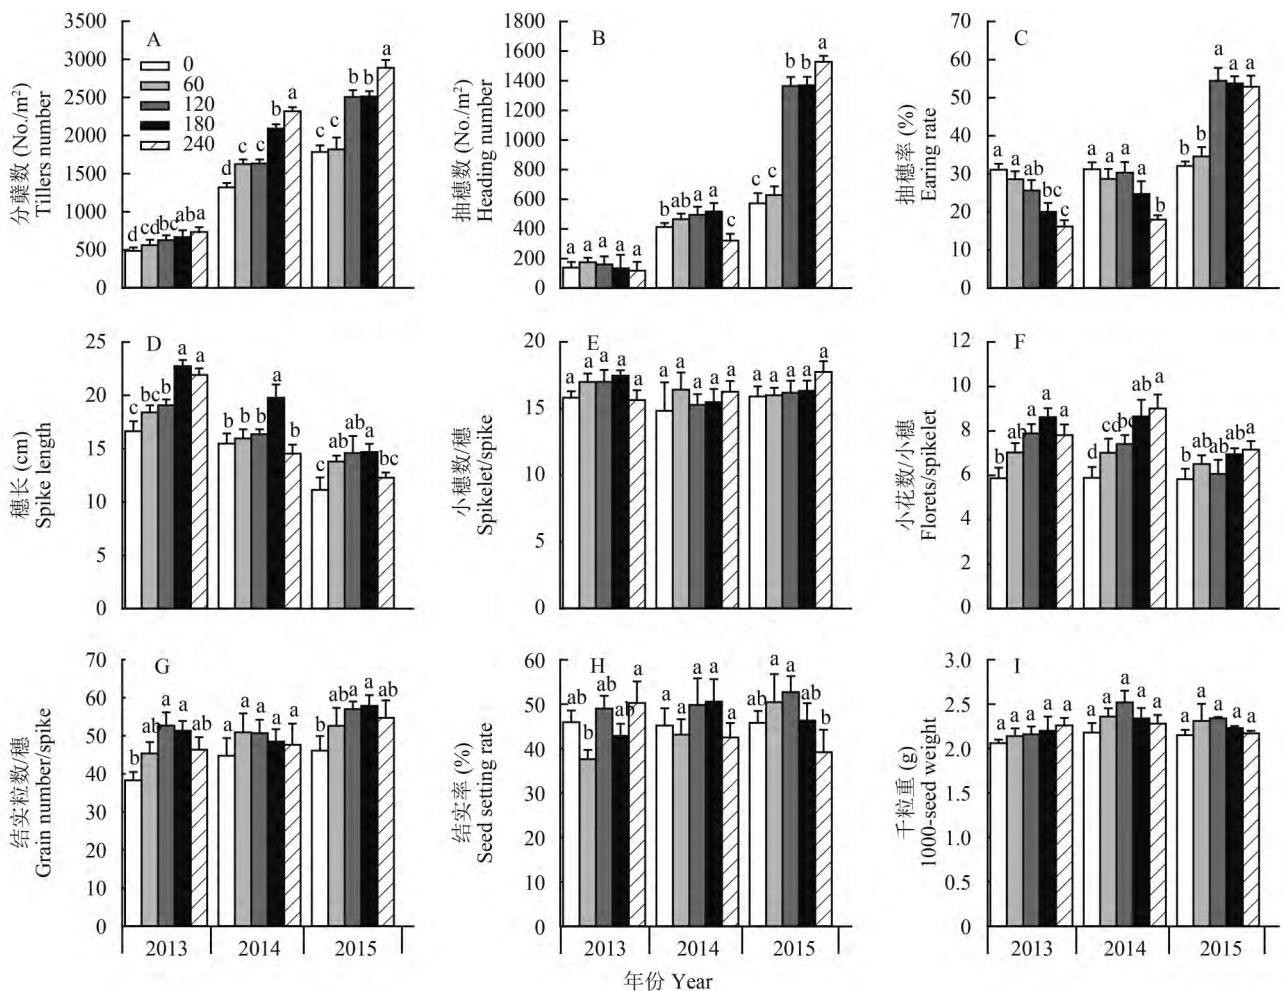 3500
3000
2500
2000
1500
1000
500
0
分蘖数 (No./m²)
Tillers number
A
0
60
120
180
240
d cd bc ab a
d c c b a
c c b b a
1800
1600
1400
1200
1000
800
600
400
200
0
抽穗数 (No./m²)
Heading number
B
a a a a a
b ab a a c
c c b b a
70
60
50
40
30
20
10
0
抽穗率 (%)
Earing rate
C
a a ab bc c
a a a a c
b b a a a
25
20
15
10
5
0
穗长 (cm)
Spike length
D
c bc b a a
b b b a b
c ab ab a bc
20
15
10
5
0
小穗数/穗
Spikelet/spike
E
a a a a a
a a a a a
a a a a a
12
10
8
6
4
2
0
小花数/小穗
Florets/spikelet
F
b ab a a a
d cd bc ab a
b ab ab ab a
70
60
50
40
30
20
10
0
结实粒数/穗
Grain number/spike
G
b ab a a ab
a a a a a
b ab a a ab
2013 2014 2015
60
50
40
30
20
10
0
结实率 (%)
Seed setting rate
H
ab b ab ab a
a a a a a
ab a a ab b
2013 2014 2015
3.0
2.5
2.0
1.5
1.0
0.5
0
千粒重 (g)
1000-seed weight
I
a a a a a
a a a a a
a a a a a
2013 2014 2015
年份 Year